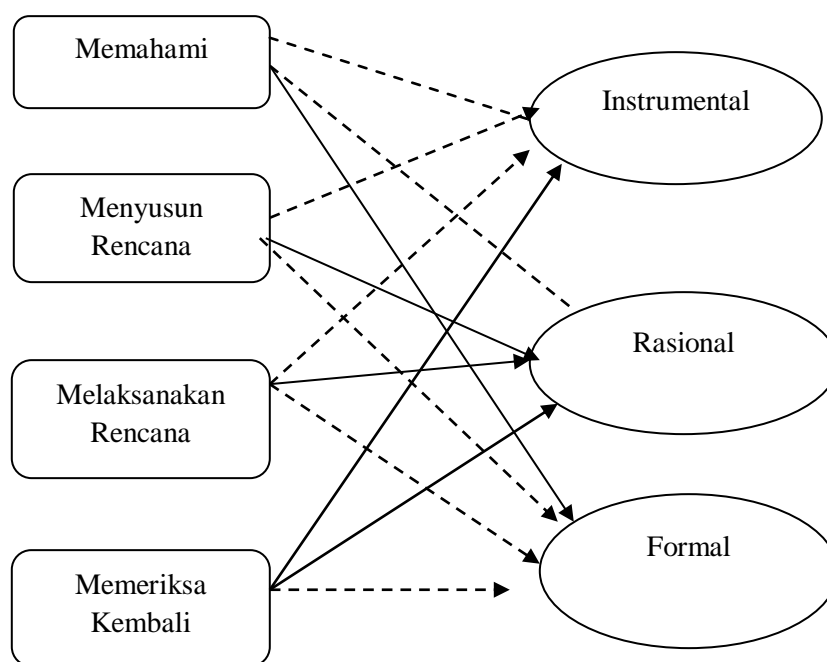 Memahami
Menyusun
Rencana
Melaksanakan
Rencana
Memeriksa
Kembali
Instrumental
Rasional
Formal